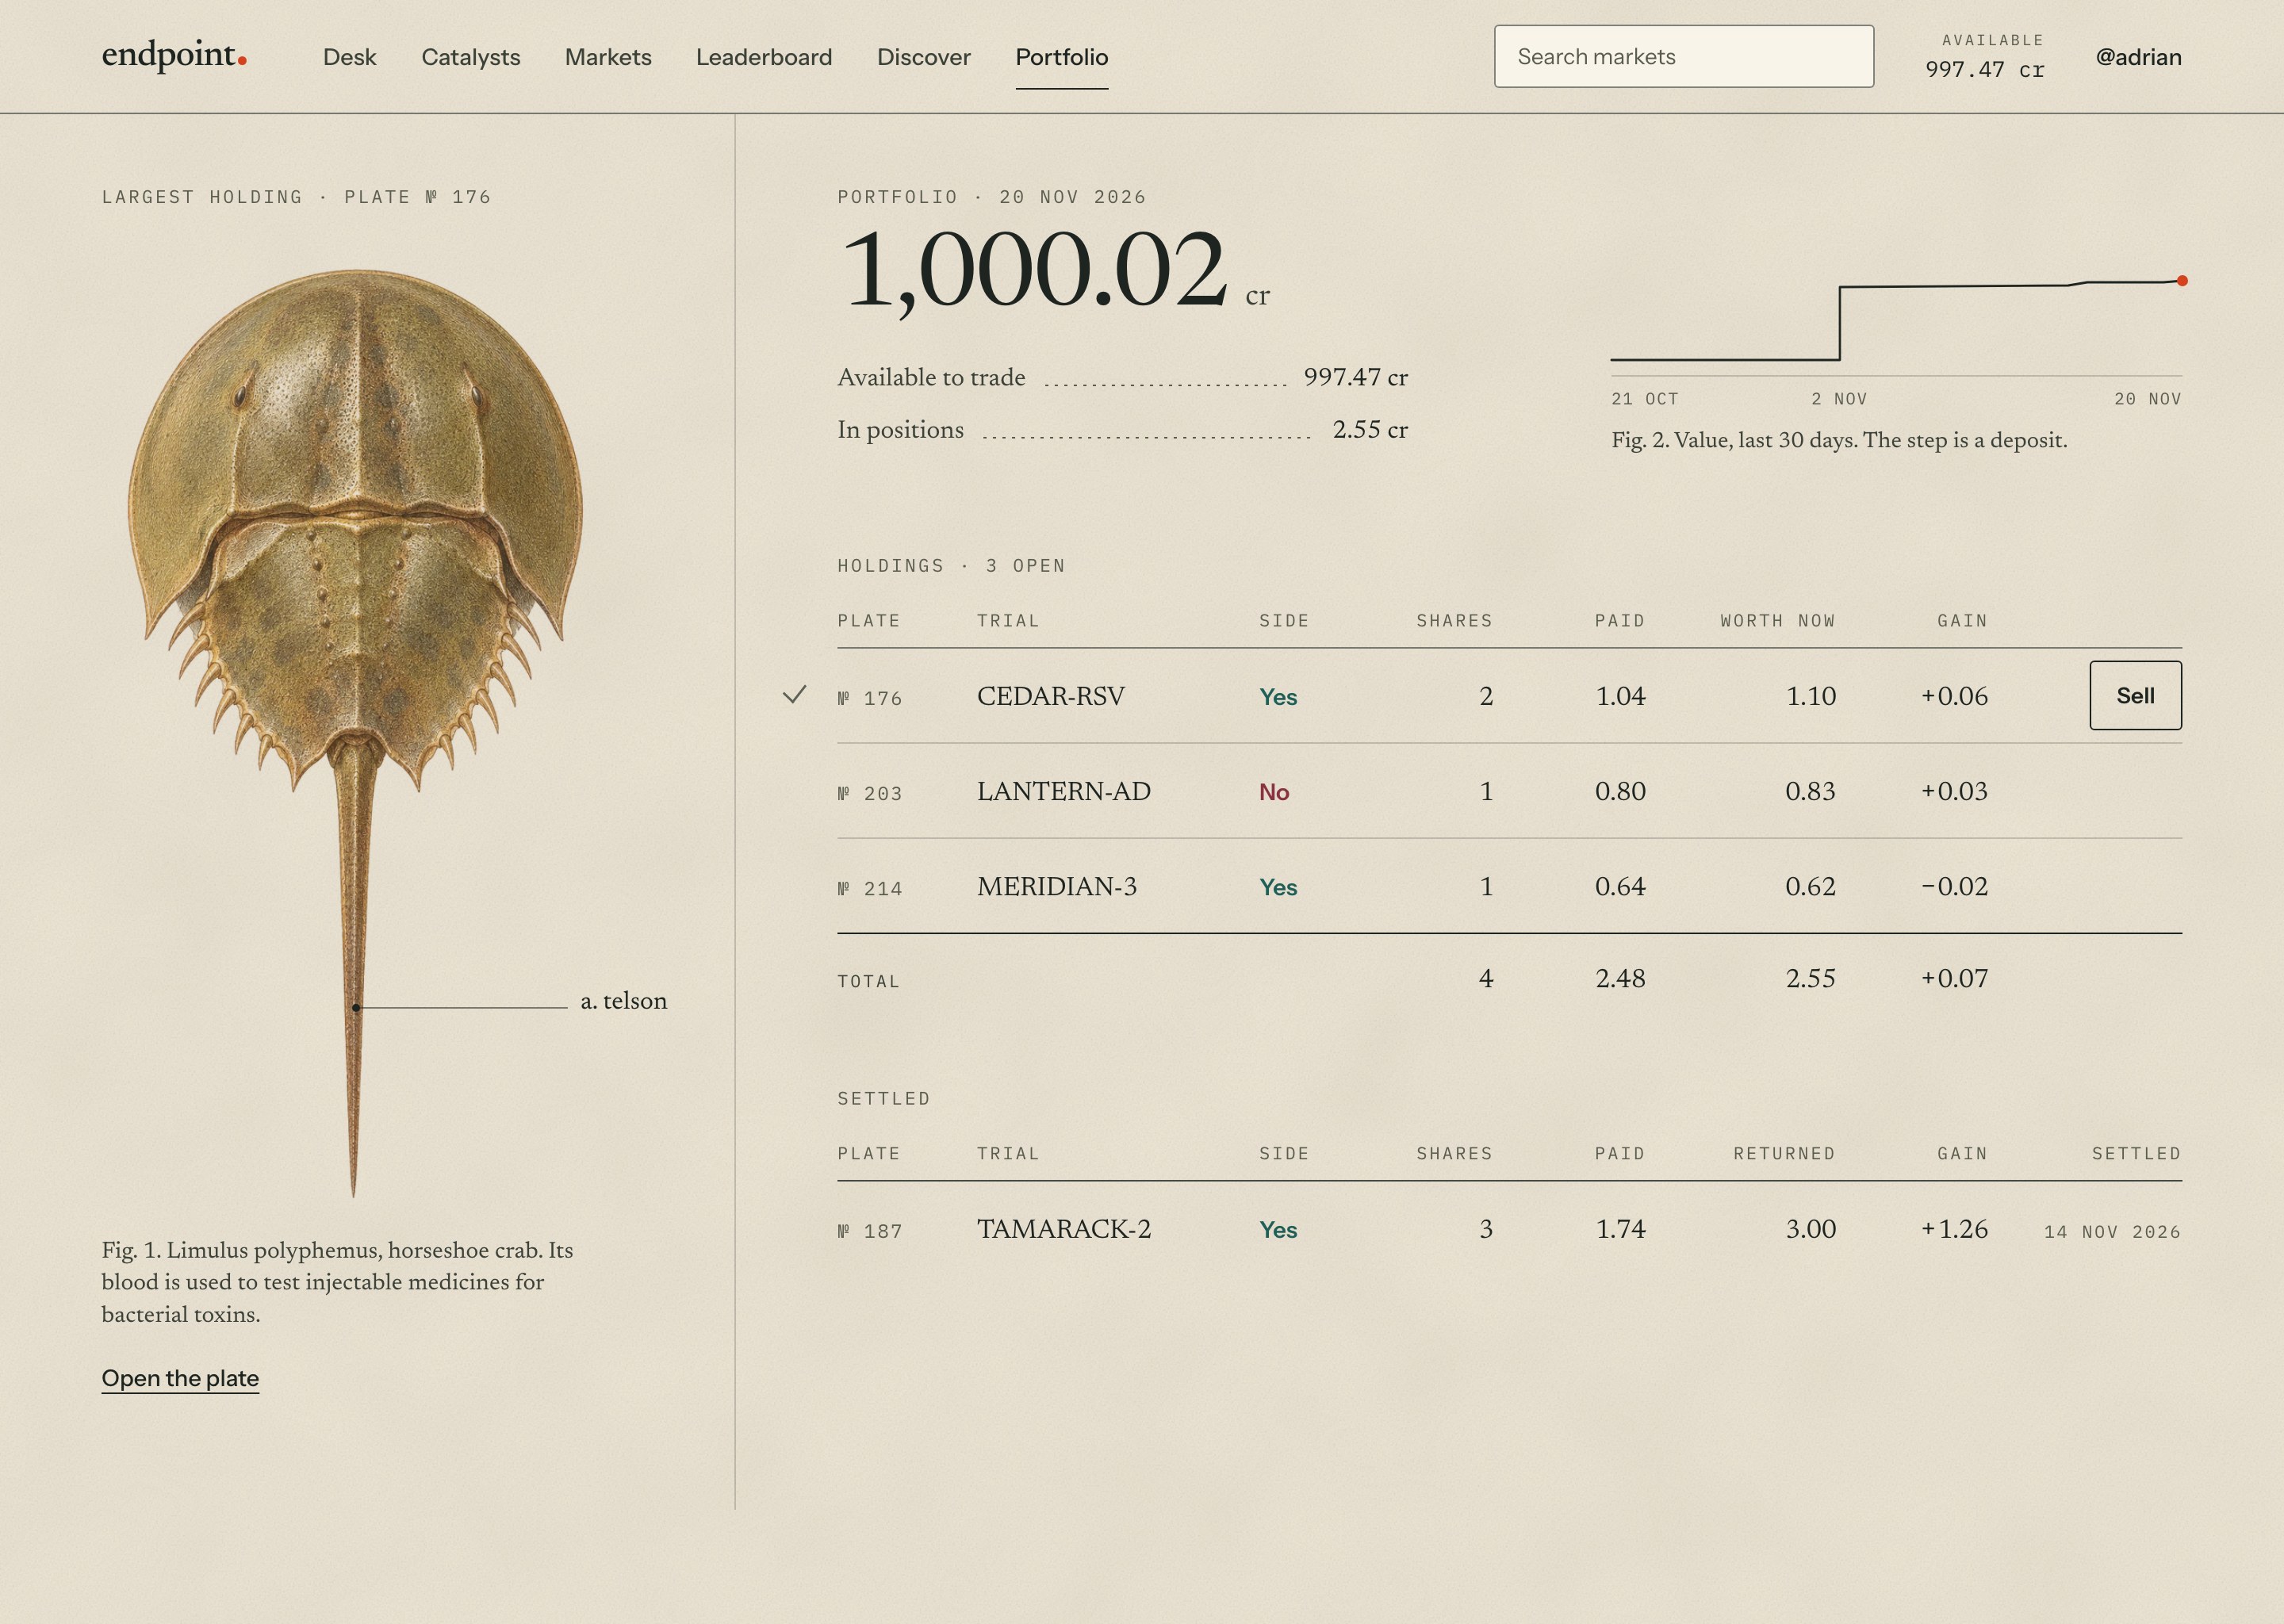 endpoint.
Desk Catalysts Markets Leaderboard Discover Portfolio
Search markets
AVAILABLE
997.47 cr
@adrian
LARGEST HOLDING · PLATE № 176
a. telson
Fig. 1. Limulus polyphemus, horseshoe crab. Its
blood is used to test injectable medicines for
bacterial toxins.
Open the plate
PORTFOLIO · 20 NOV 2026
1,000.02 cr
Available to trade 997.47 cr
In positions 2.55 cr
21 OCT 2 NOV 20 NOV
Fig. 2. Value, last 30 days. The step is a deposit.
HOLDINGS · 3 OPEN
PLATE TRIAL SIDE SHARES PAID WORTH NOW GAIN
№ 176 CEDAR-RSV Yes 2 1.04 1.10 +0.06 Sell
№ 203 LANTERN-AD No 1 0.80 0.83 +0.03
№ 214 MERIDIAN-3 Yes 1 0.64 0.62 −0.02
TOTAL 4 2.48 2.55 +0.07
SETTLED
PLATE TRIAL SIDE SHARES PAID RETURNED GAIN SETTLED
№ 187 TAMARACK-2 Yes 3 1.74 3.00 +1.26 14 NOV 2026